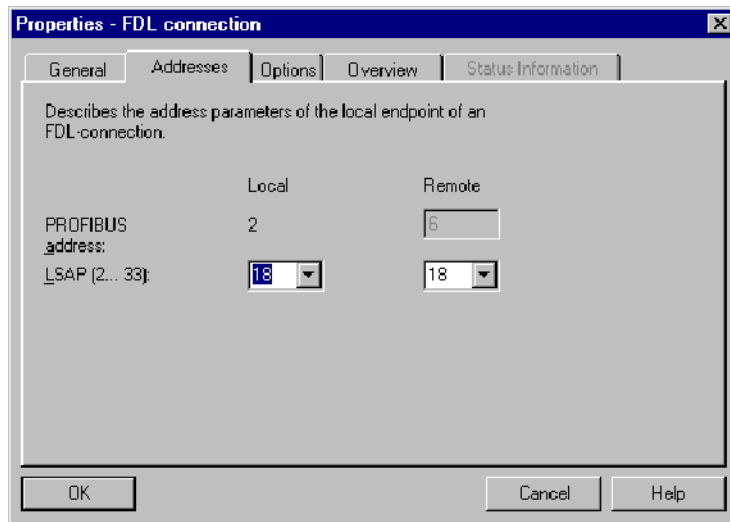 Properties - FDL connection
General Addresses Options Overview Status Information
Describes the address parameters of the local endpoint of an
FDL-connection.
Local Remote
PROFIBUS 2 6
address:
LSAP (2... 33): 18 18
OK Cancel Help